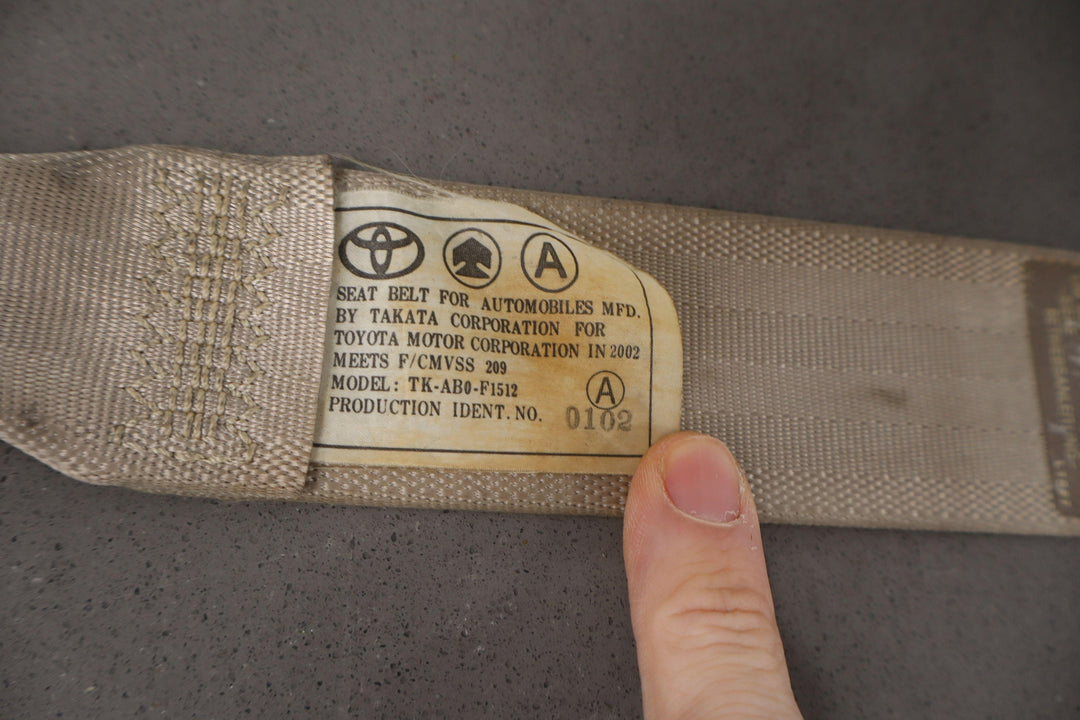 A
SEAT BELT FOR AUTOMOBILES MFD.
BY TAKATA CORPORATION FOR
TOYOTA MOTOR CORPORATION IN 2002
MEETS F/CMVSS 209
MODEL: TK-AB0-F1512
PRODUCTION IDENT. NO.
A
0102